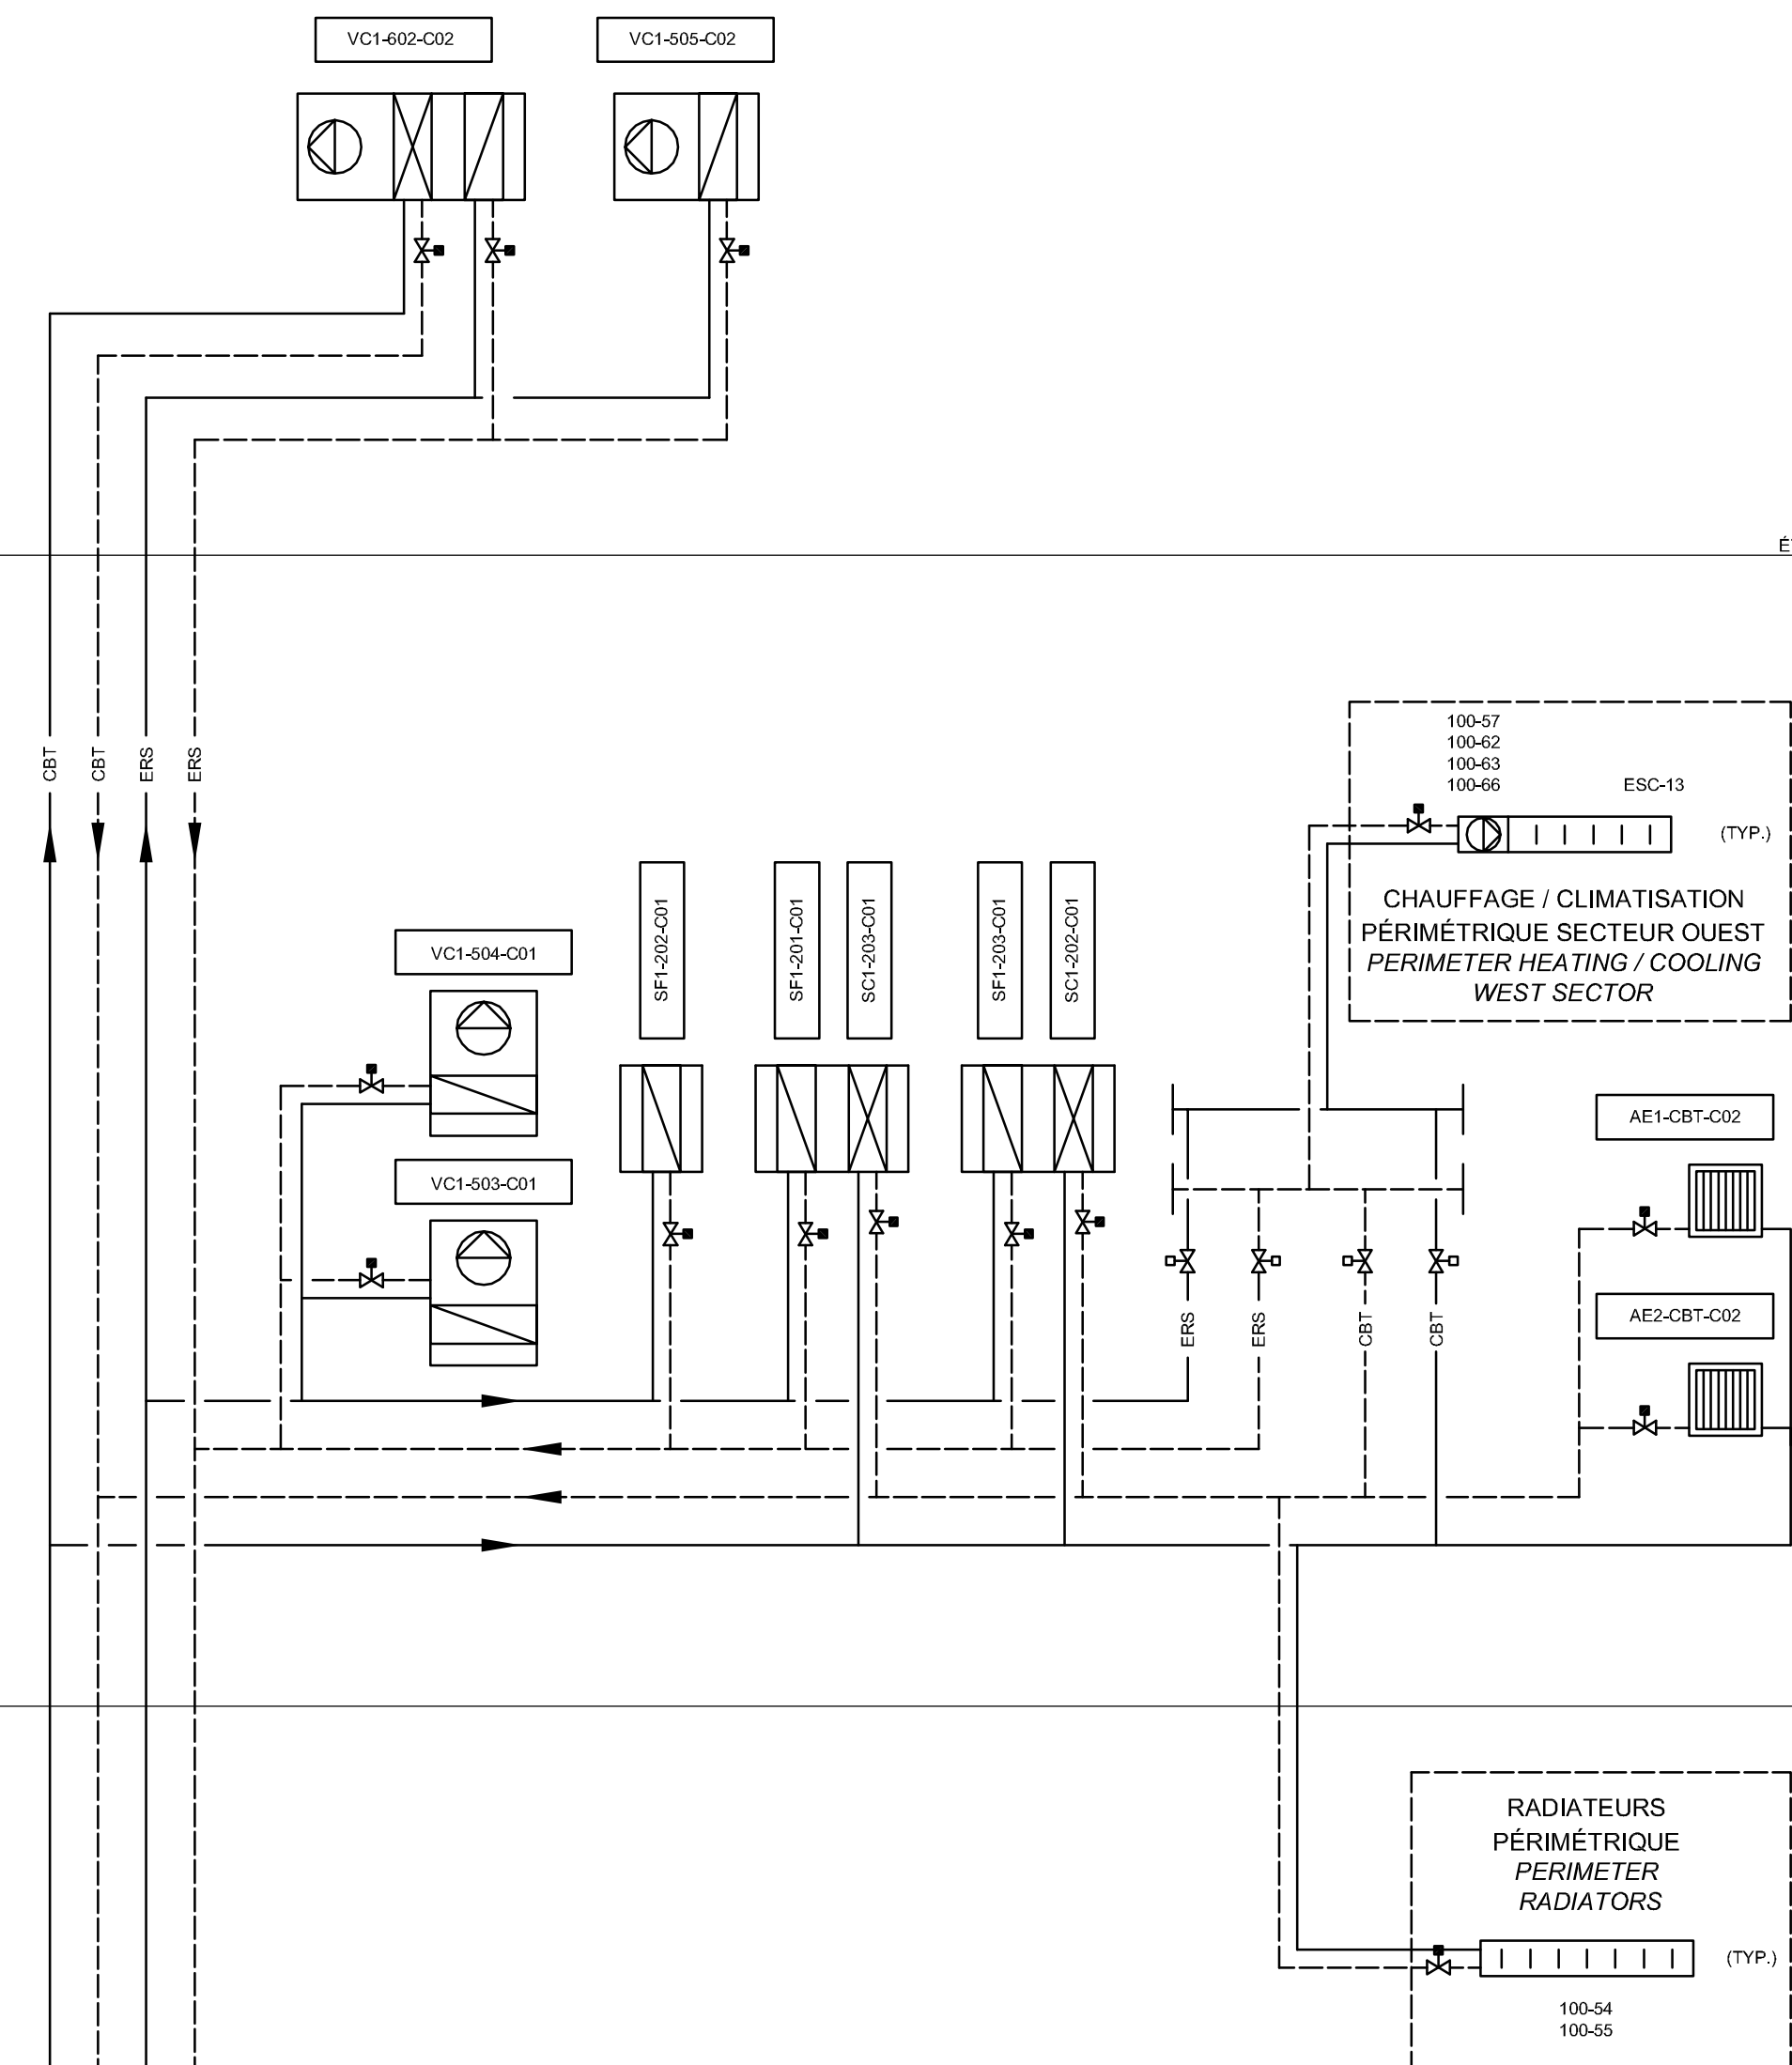 VC1-602-C02
VC1-505-C02
CBT
CBT
ERS
ERS
100-57
100-62
100-63
100-66
ESC-13
(TYP.)
CHAUFFAGE / CLIMATISATION
PÉRIMÉTRIQUE SECTEUR OUEST
PERIMETER HEATING / COOLING
WEST SECTOR
VC1-504-C01
SF1-202-C01
SF1-201-C01
SC1-203-C01
SF1-203-C01
SC1-202-C01
AE1-CBT-C02
VC1-503-C01
AE2-CBT-C02
ERS
ERS
CBT
CBT
RADIATEURS
PÉRIMÉTRIQUE
PERIMETER
RADIATORS
(TYP.)
100-54
100-55